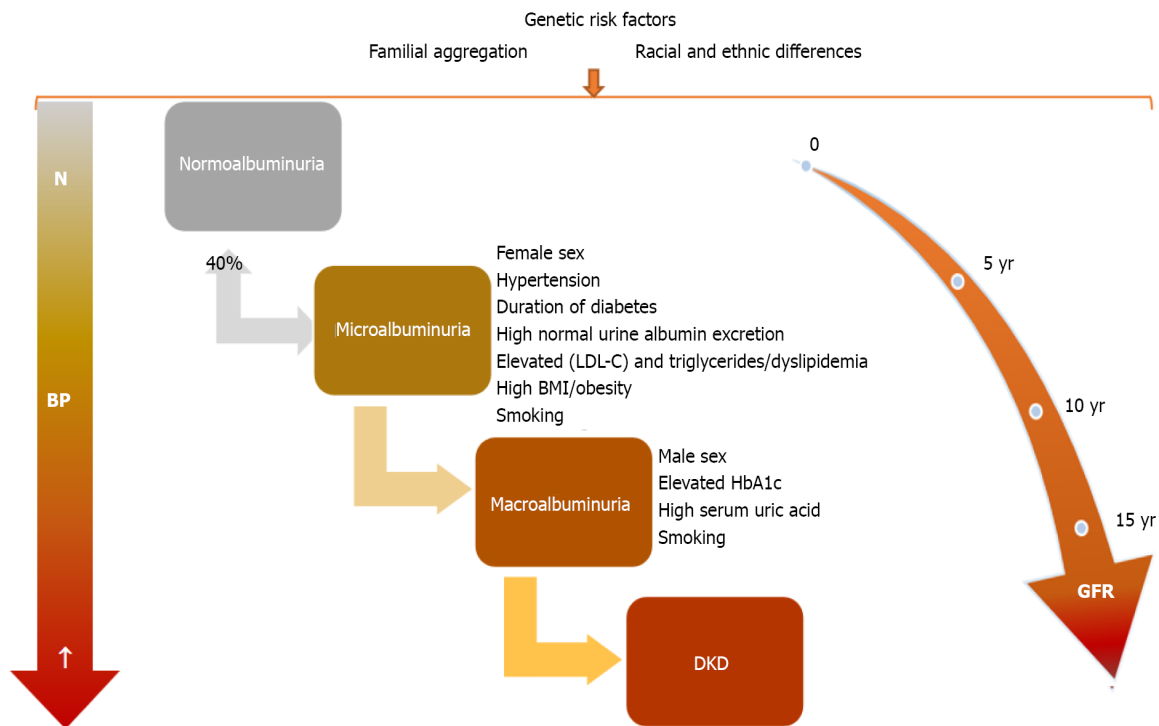 Genetic risk factors
Familial aggregation
Racial and ethnic differences
N
Normoalbuminuria
0
40%
Female sex
Hypertension
Duration of diabetes
High normal urine albumin excretion
Elevated (LDL-C) and triglycerides/dyslipidemia
High BMI/obesity
Smoking
Microalbuminuria
5 yr
BP
10 yr
Macroalbuminuria
Male sex
Elevated HbA1c
High serum uric acid
Smoking
15 yr
GFR
↑
DKD